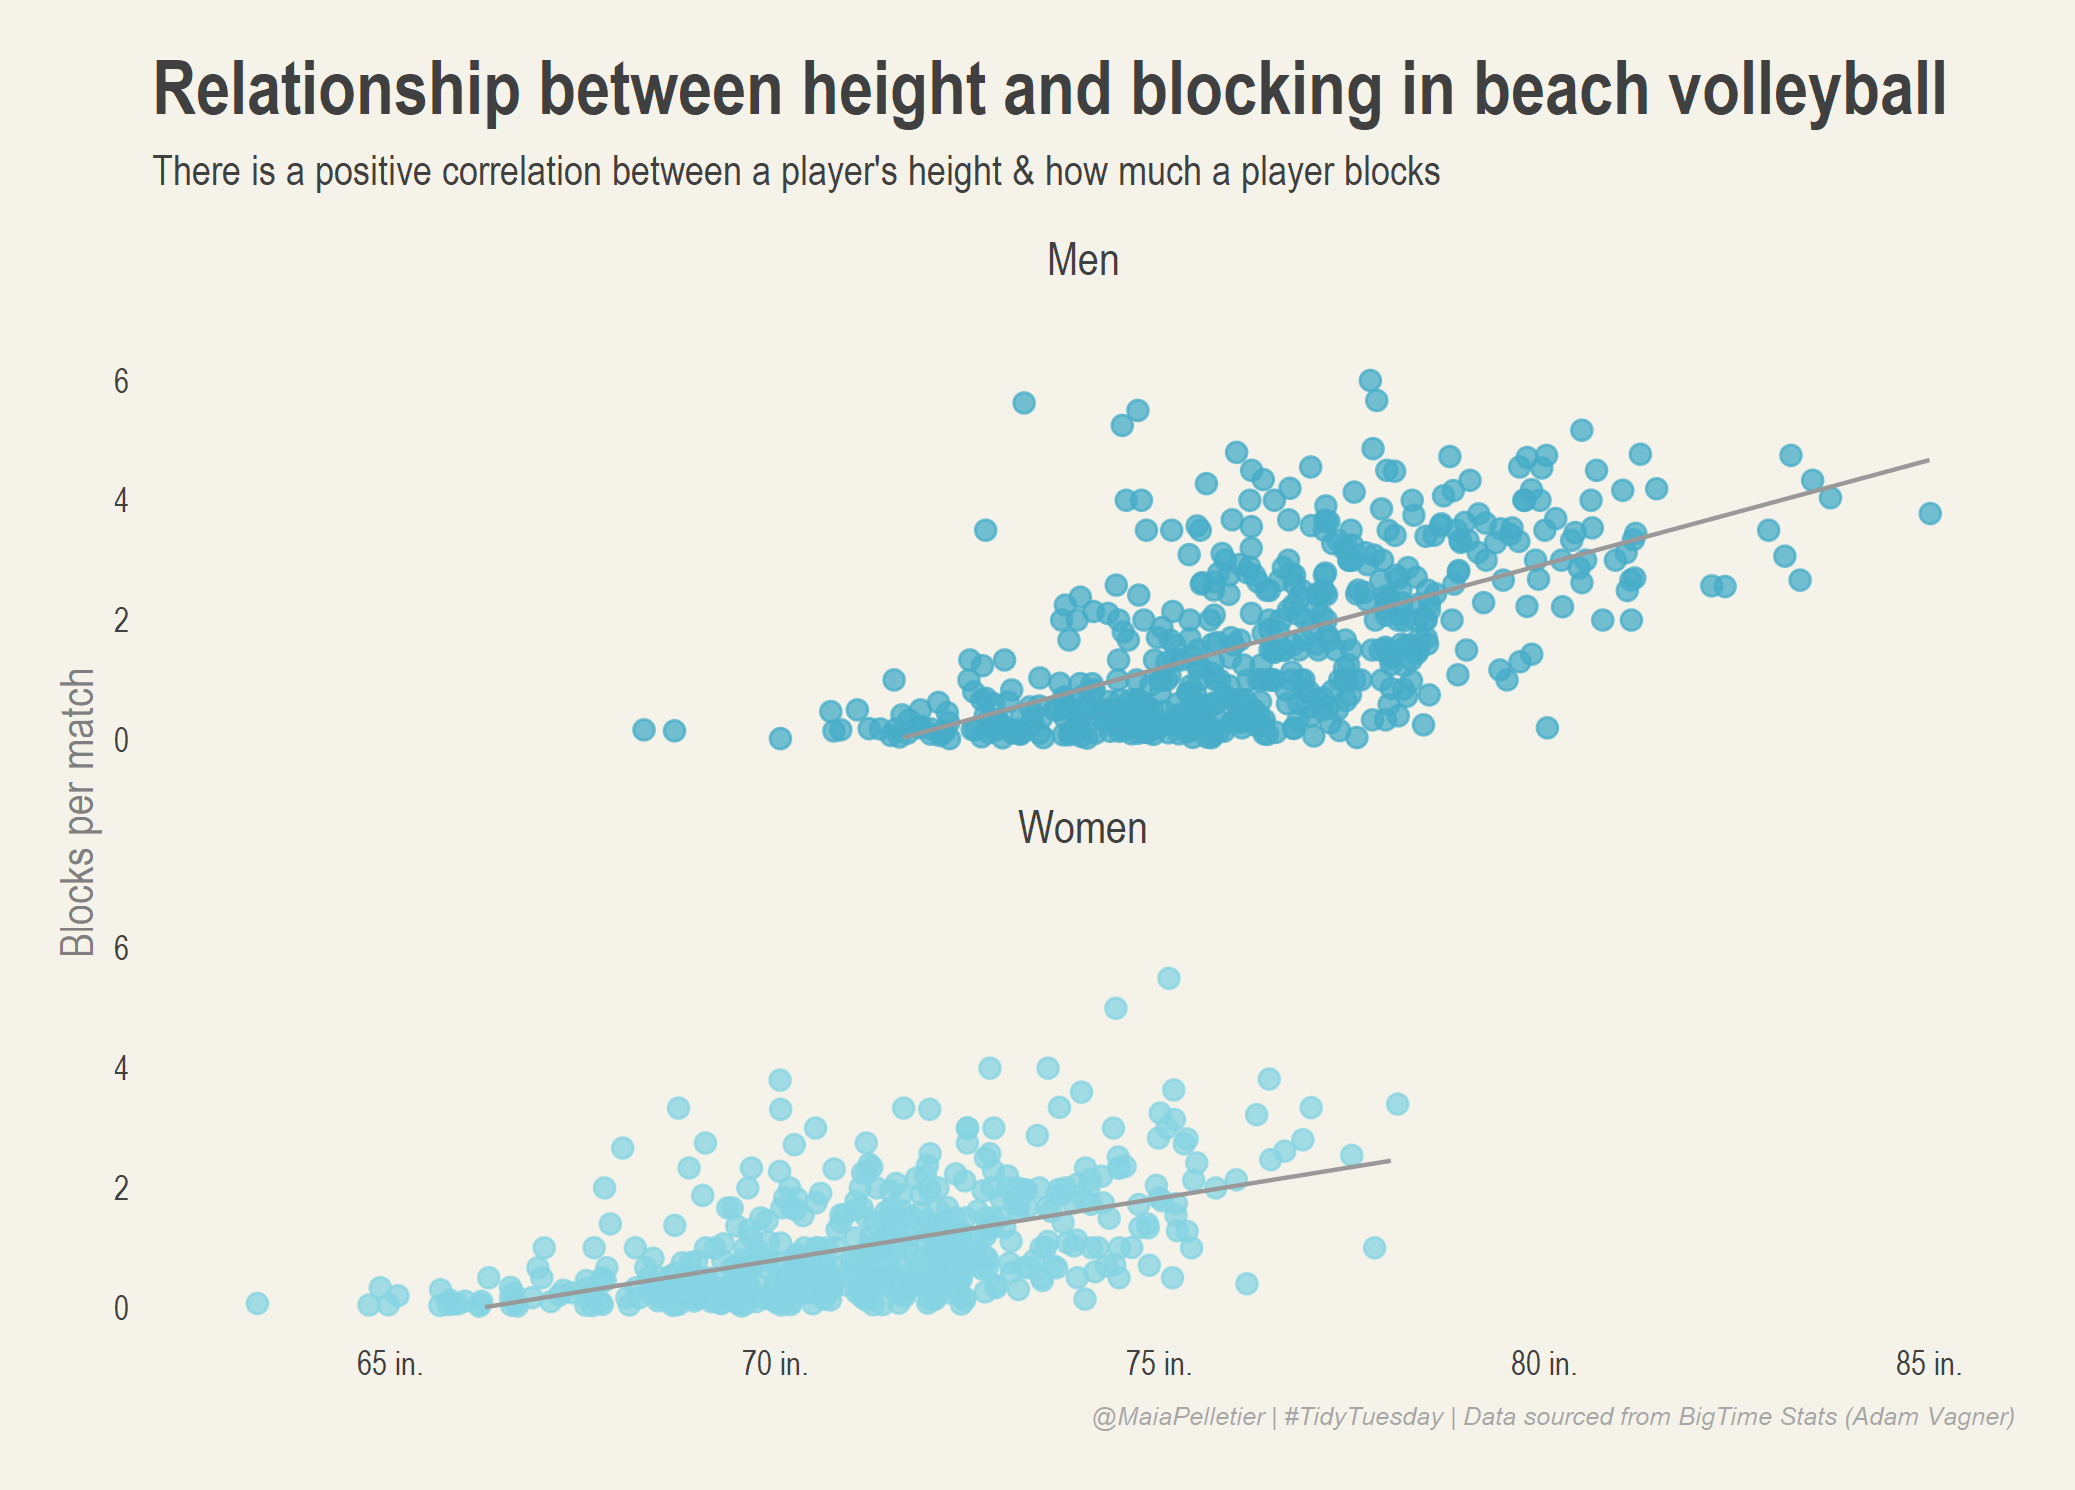 Relationship between height and blocking in beach volleyball
There is a positive correlation between a player's height & how much a player blocks
Men
6
4
2
0
Blocks per match
Women
6
4
2
0
65 in.
70 in.
75 in.
80 in.
85 in.
@MaiaPelletier | #TidyTuesday | Data sourced from BigTime Stats (Adam Vagner)